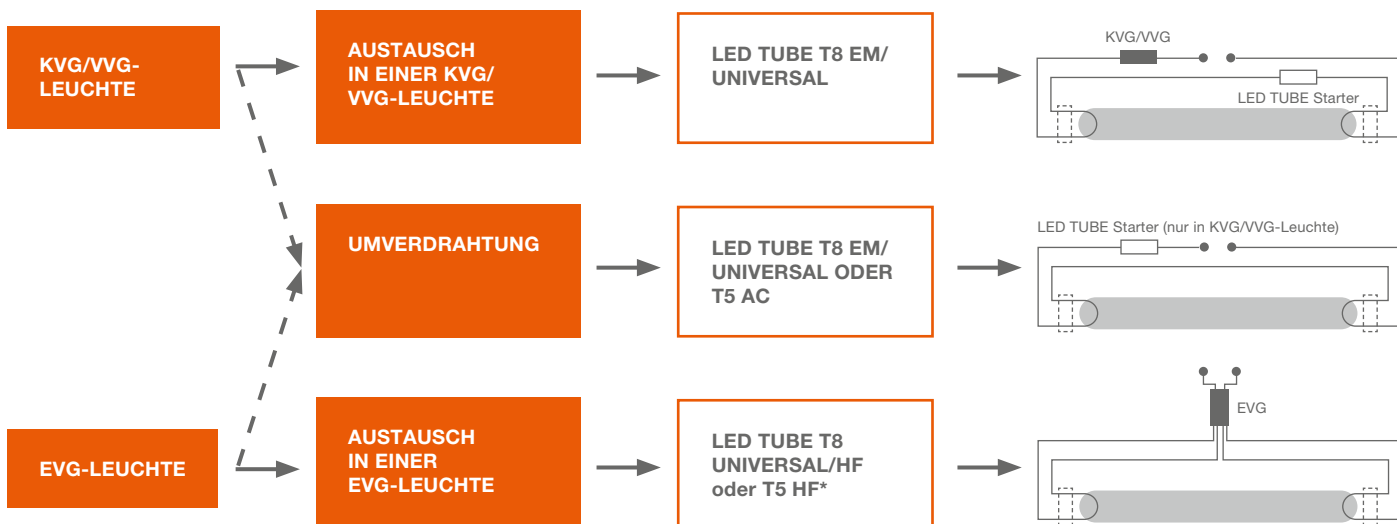 KVG/VVG-
LEUCHTE
AUSTAUSCH
IN EINER KVG/
VVG-LEUCHTE
LED TUBE T8 EM/
UNIVERSAL
KVG/VVG
LED TUBE Starter
UMVERDRAHTUNG
LED TUBE T8 EM/
UNIVERSAL ODER
T5 AC
LED TUBE Starter (nur in KVG/VVG-Leuchte)
EVG-LEUCHTE
AUSTAUSCH
IN EINER
EVG-LEUCHTE
LED TUBE T8
UNIVERSAL/HF
oder T5 HF*
EVG